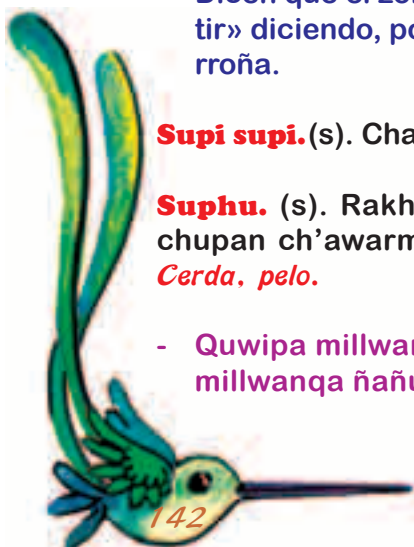 tir» diciendo, po
rroña.
Supi supi.(s). Cha
Suphu. (s). Rakh
chupan ch'awarm
Cerda, pelo.
- Quwipa millwan
millwanqa ñañu
142